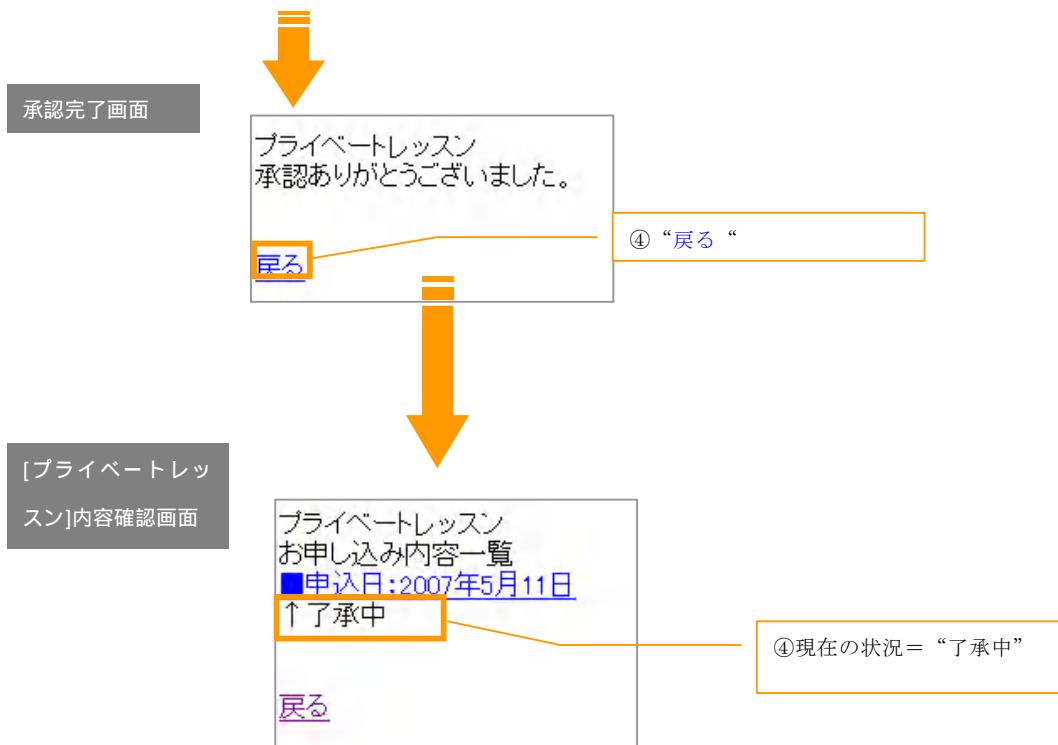 承認完了画面
プライベートレッスン
承認ありがとうございました。
④“戻る“
戻る
[プライベートレッ
スン]内容確認画面
プライベートレッスン
お申し込み内容一覧
■申込日:2007年5月11日
↑了承中
④現在の状況＝“了承中”
戻る